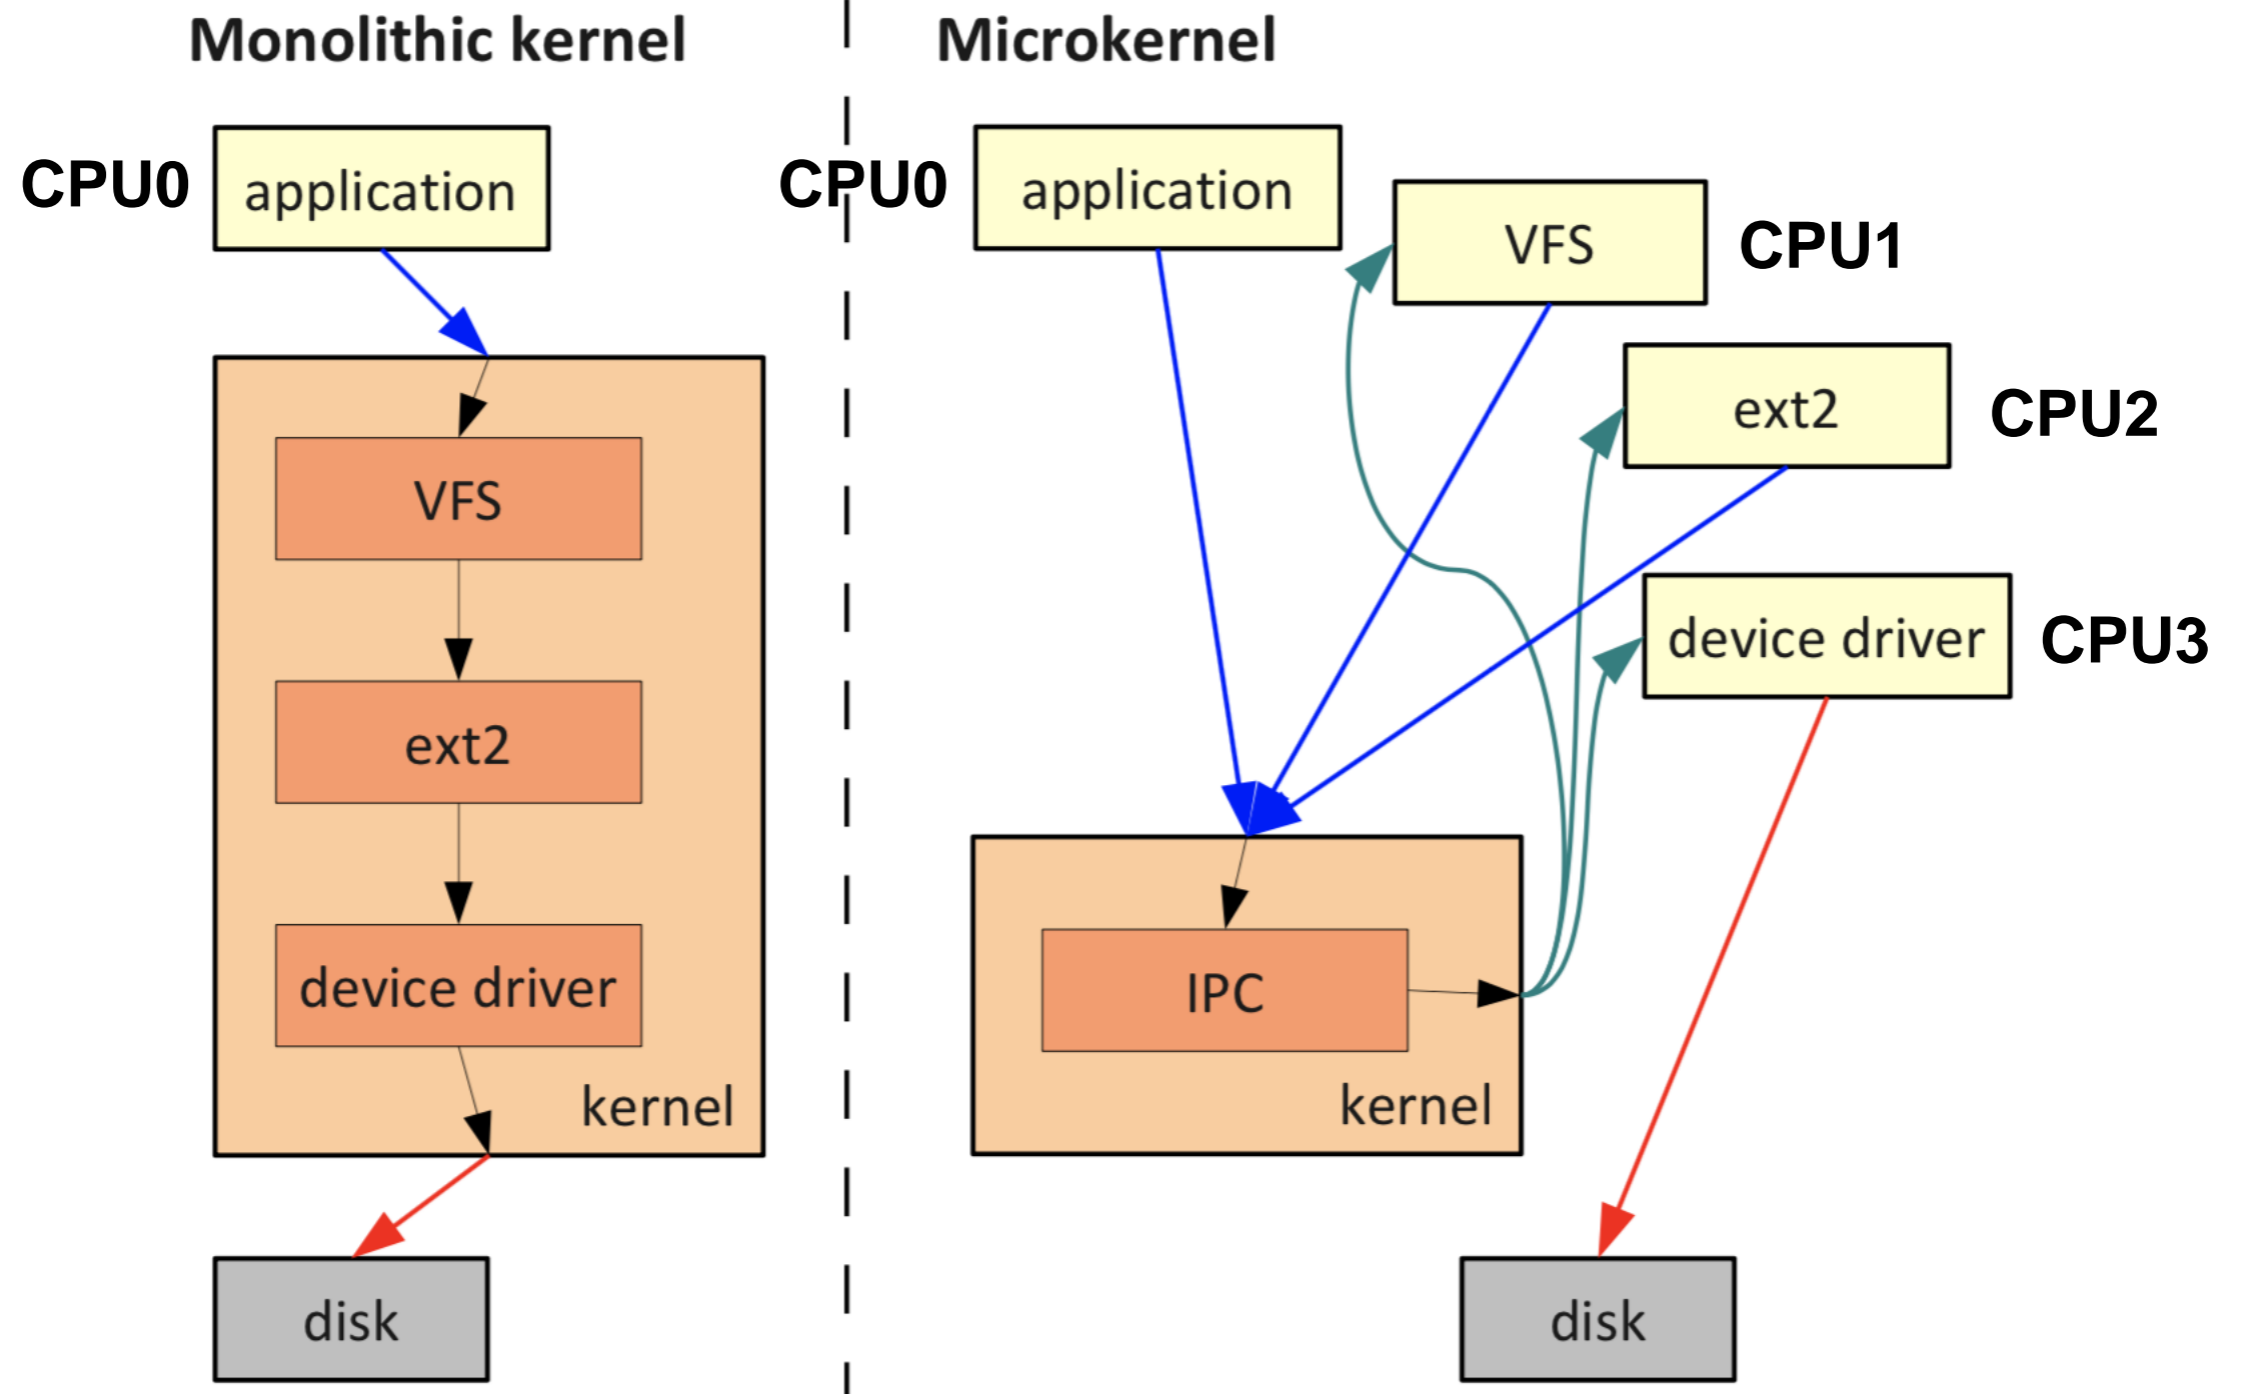 Monolithic kernel
CPU0
application
VFS
ext2
device driver
kernel
disk
Microkernel
CPU0
application
VFS
CPU1
ext2
CPU2
device driver
CPU3
IPC
kernel
disk